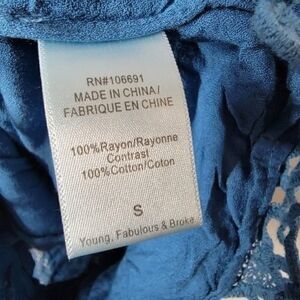 RN#106691
MADE IN CHINA/
FABRIQUE EN CHINE
100%Rayon/Rayonne
Contrast
100%Cotton/Coton
S
Young, Fabulous & Broke